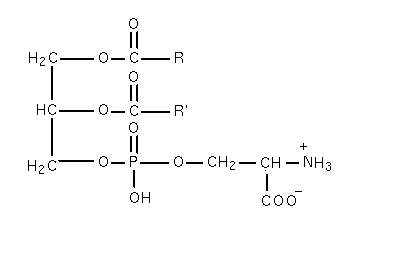 O
H₂C O C R
O
HC O C R'
O
H₂C O P O CH₂ CH NH₃ +
OH COO⁻